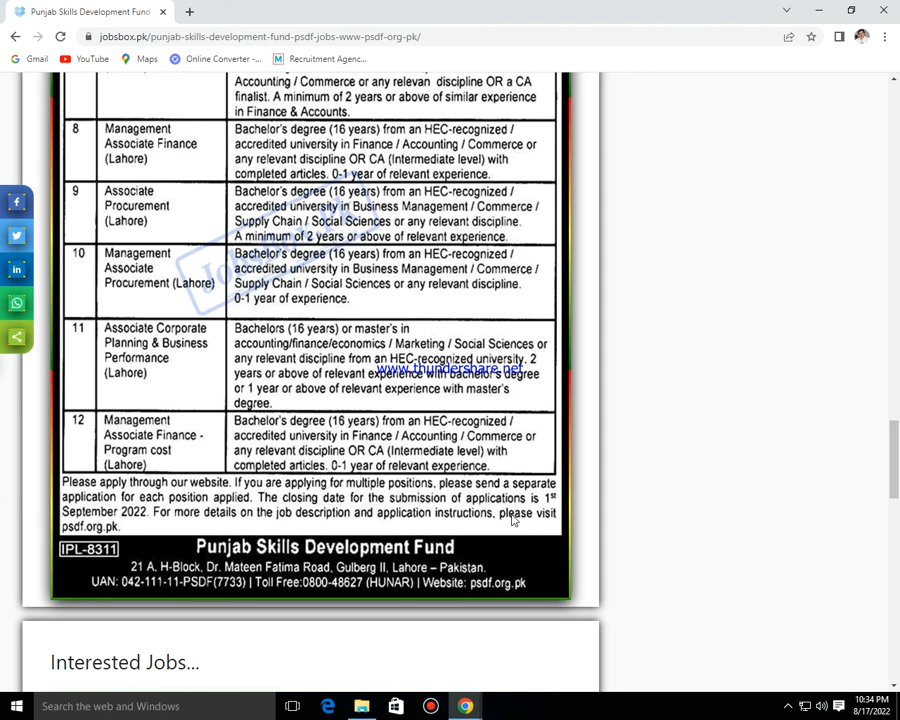 Punjab Skills Development Fund
jobsbox.pk/punjab-skills-development-fund-psdf-jobs-www-psdf-org-pk/
Gmail
YouTube
Maps
Online Converter -...
Recruitment Agenc...
Accounting / Commerce or any relevan discipline OR a CA
finalist. A minimum of 2 years or above of similar experience
in Finance & Accounts.
8
Management
Associate Finance
(Lahore)
Bachelor's degree (16 years) from an HEC-recognized /
accredited university in Finance / Accounting / Commerce or
any relevant discipline OR CA (Intermediate level) with
completed articles. 0-1 year of relevant experience.
9
Associate
Procurement
(Lahore)
Bachelor's degree (16 years) from an HEC-recognized /
accredited university in Business Management / Commerce /
Supply Chain / Social Sciences or any relevant discipline.
A minimum of 2 years or above of relevant experience.
10
Management
Associate
Procurement (Lahore)
Bachelor's degree (16 years) from an HEC-recognized /
accredited university in Business Management / Commerce /
Supply Chain / Social Sciences or any relevant discipline.
0-1 year of experience.
Jobsbox.Pk
11
Associate Corporate
Planning & Business
Performance
(Lahore)
Bachelors (16 years) or master's in
accounting/finance/economics / Marketing / Social Sciences or
any relevant discipline from an HEC-recognized university. 2
years or above of relevant experience with bachelor's degree
or 1 year or above of relevant experience with master's
degree.
www.thundershare.net
12
Management
Associate Finance -
Program cost
(Lahore)
Bachelor's degree (16 years) from an HEC-recognized /
accredited university in Finance / Accounting / Commerce or
any relevant discipline OR CA (Intermediate level) with
completed articles. 0-1 year of relevant experience.
Please apply through our website. If you are applying for multiple positions, please send a separate
application for each position applied. The closing date for the submission of applications is 1st
September 2022. For more details on the job description and application instructions, please visit
psdf.org.pk.
IPL-8311
Punjab Skills Development Fund
21 A, H-Block, Dr. Mateen Fatima Road, Gulberg II, Lahore – Pakistan.
UAN: 042-111-11-PSDF(7733) | Toll Free:0800-48627 (HUNAR) | Website: psdf.org.pk
Interested Jobs...
Search the web and Windows
10:34 PM
8/17/2022